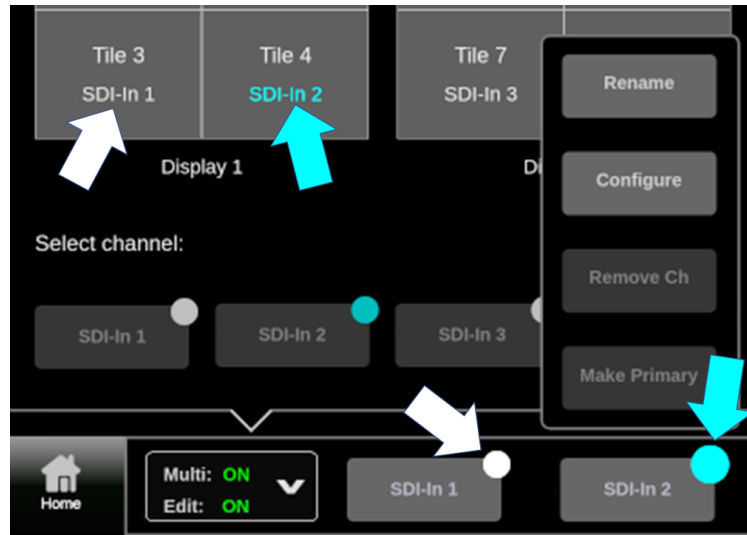 Tile 3
SDI-In 1
Tile 4
SDI-In 2
Tile 7
SDI-In 3
Display 1
Di
Rename
Configure
Remove Ch
Make Primary
Select channel:
SDI-In 1
SDI-In 2
SDI-In 3
Home
Multi: ON
Edit: ON
SDI-In 1
SDI-In 2